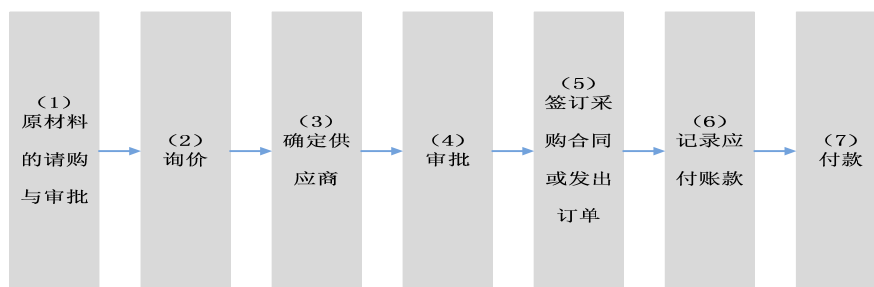 （1）
原材料
的请购
与审批
（2）
询价
（3）
确定供
应商
（4）
审批
（5）
签订采
购合同
或发出
订单
（6）
记录应
付账款
（7）
付款